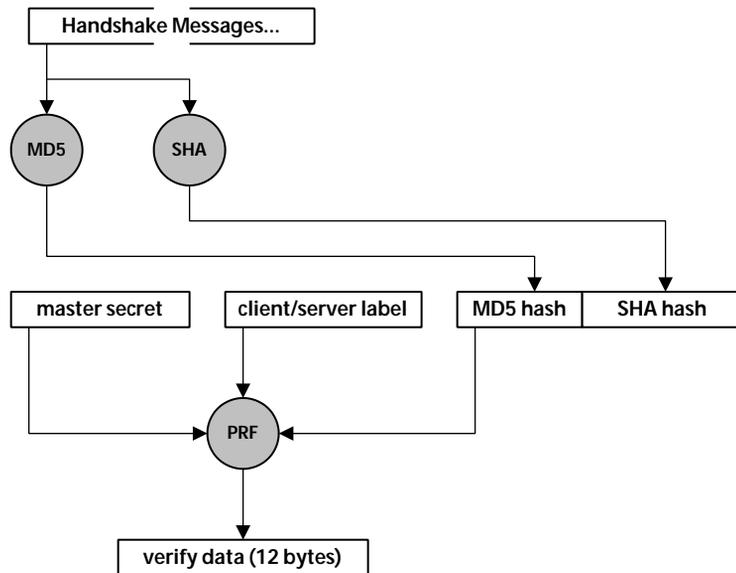 Handshake Messages...
MD5
SHA
master secret
client/server label
MD5 hash
SHA hash
PRF
verify data (12 bytes)